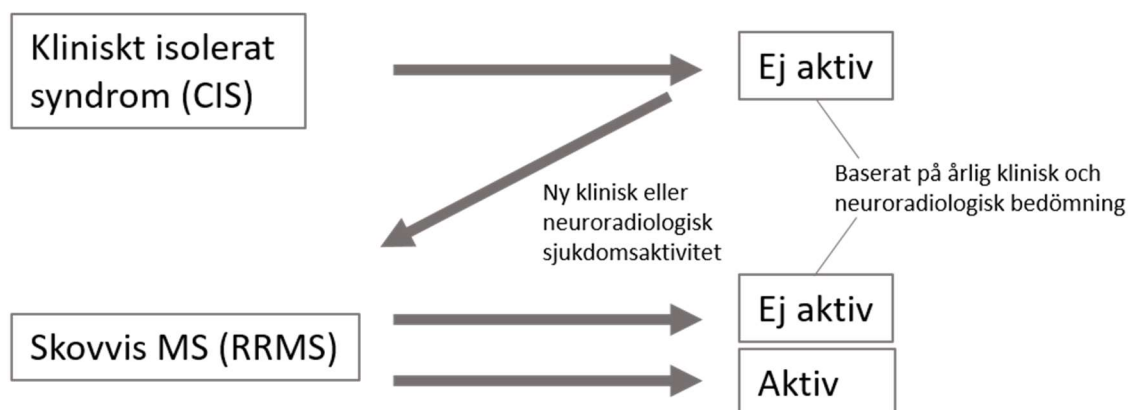 Kliniskt isolerat
syndrom (CIS)
Ej aktiv
Baserat på årlig klinisk och
neuroradiologisk bedömning
Ny klinisk eller
neuroradiologisk
sjukdomsaktivitet
Skovvis MS (RRMS)
Ej aktiv
Aktiv